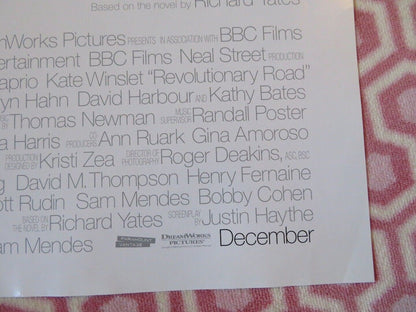 Based on the novel by Richard Yates
mWorks Pictures PRESENTS IN ASSOCIATION WITH BBC Films
ertainment BBC Films Neal Street PRODUCTION
aprio Kate Winslet "Revolutionary Road"
yn Hahn David Harbour AND Kathy Bates
BY Thomas Newman MUSIC SUPERVISOR Randall Poster
a Harris CO PRODUCERS Ann Ruark Gina Amoroso
PRODUCTION DESIGNED BY Kristi Zea DIRECTOR OF PHOTOGRAPHY Roger Deakins, ASC, BSC
g David M. Thompson Henry Fernaine
ott Rudin Sam Mendes Bobby Cohen
BASED ON THE NOVEL BY Richard Yates SCREENPLAY BY Justin Haythe
am Mendes PARAMOUNT VANTAGE DREAMWORKS PICTURES December